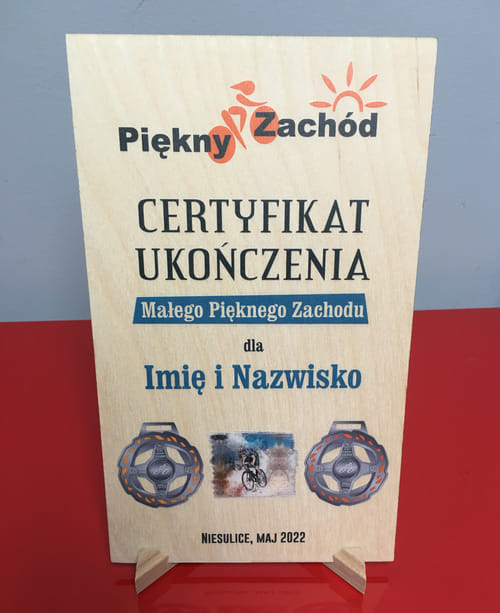 Piękny Zachód
CERTYFIKAT
UKOŃCZENIA
Małego Pięknego Zachodu
dla
Imię i Nazwisko
NIESULICE, MAJ 2022